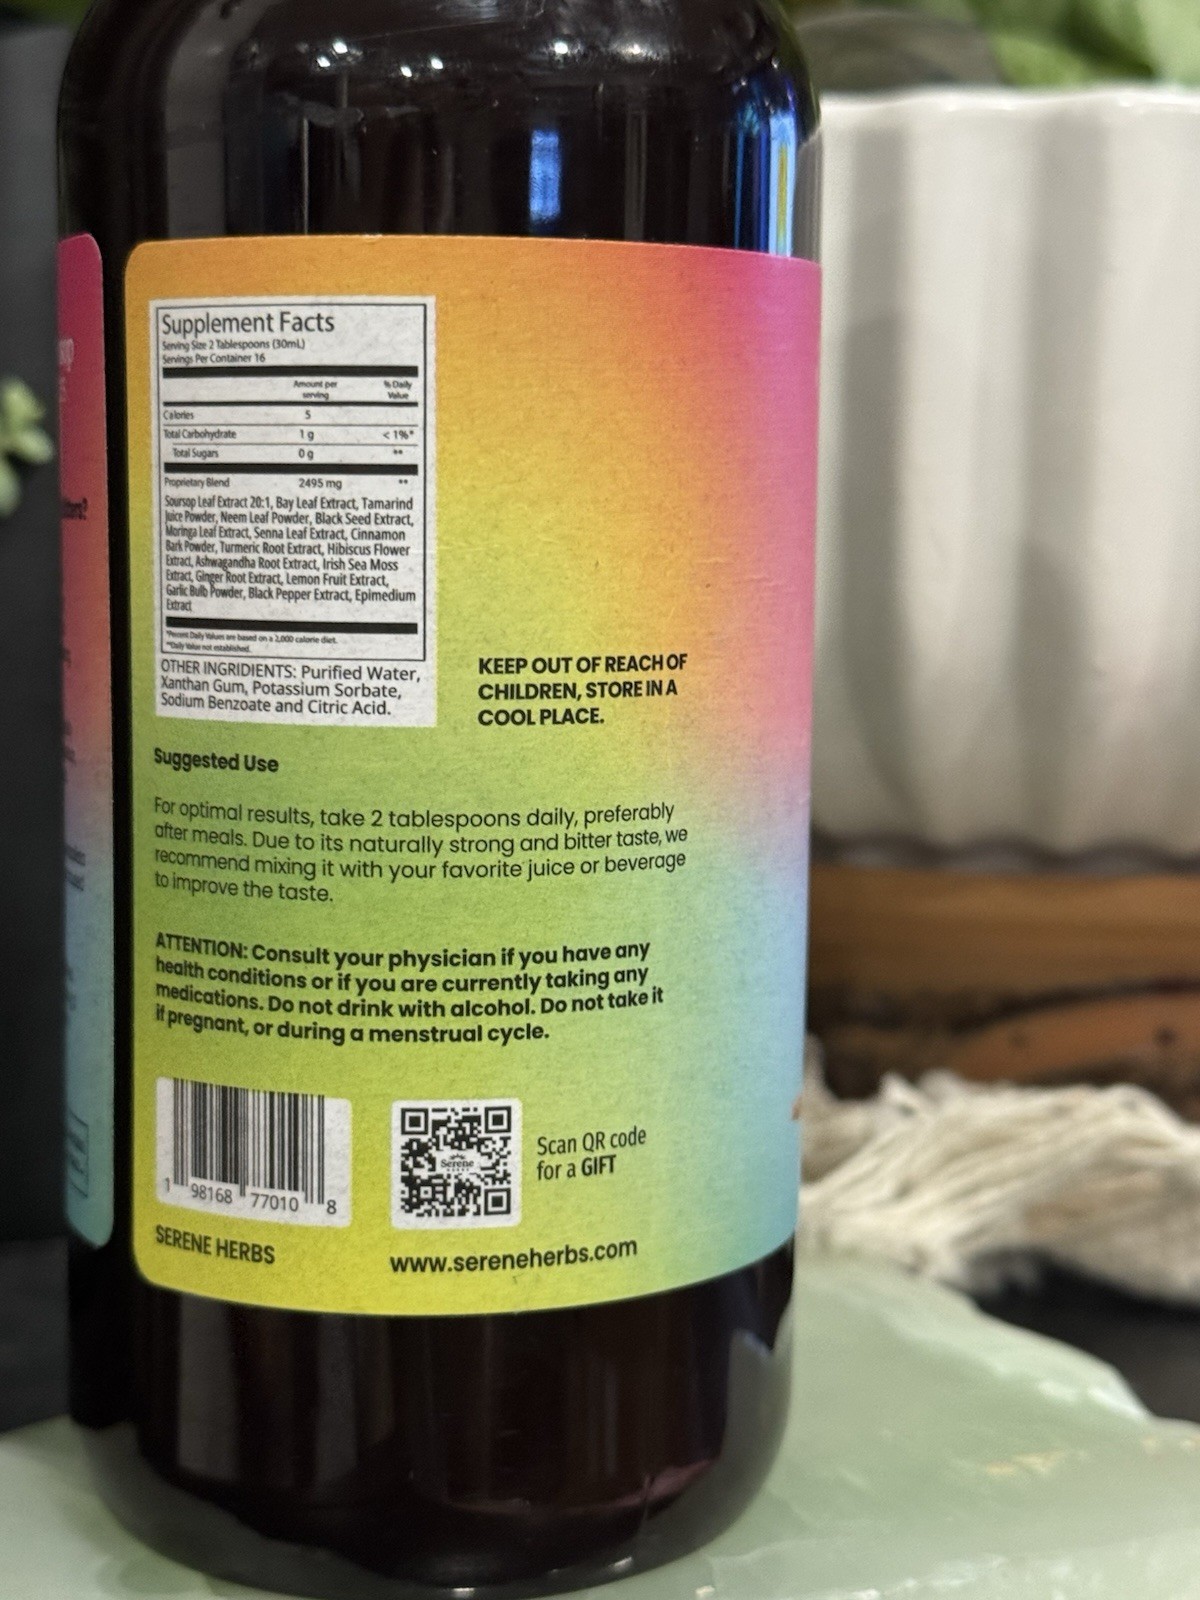 Supplement Facts
Serving Size 2 Tablespoons (30mL)
Servings Per Container 16
Amount per serving
% Daily Value
Calories 5
Total Carbohydrate 1 g < 1%*
Total Sugars 0 g **
Proprietary Blend 2495 mg **
Soursop Leaf Extract 20:1, Bay Leaf Extract, Tamarind
Juice Powder, Neem Leaf Powder, Black Seed Extract,
Moringa Leaf Extract, Senna Leaf Extract, Cinnamon
Bark Powder, Turmeric Root Extract, Hibiscus Flower
Extract, Ashwagandha Root Extract, Irish Sea Moss
Extract, Ginger Root Extract, Lemon Fruit Extract,
Garlic Bulb Powder, Black Pepper Extract, Epimedium
Extract
*Percent Daily Values are based on a 2,000 calorie diet.
**Daily Value not established.
OTHER INGRIDIENTS: Purified Water,
Xanthan Gum, Potassium Sorbate,
Sodium Benzoate and Citric Acid.
KEEP OUT OF REACH OF
CHILDREN, STORE IN A
COOL PLACE.
Suggested Use
For optimal results, take 2 tablespoons daily, preferably
after meals. Due to its naturally strong and bitter taste, we
recommend mixing it with your favorite juice or beverage
to improve the taste.
ATTENTION: Consult your physician if you have any
health conditions or if you are currently taking any
medications. Do not drink with alcohol. Do not take it
if pregnant, or during a menstrual cycle.
1 98168 77010 8
Serene
Scan QR code
for a GIFT
SERENE HERBS
www.sereneherbs.com